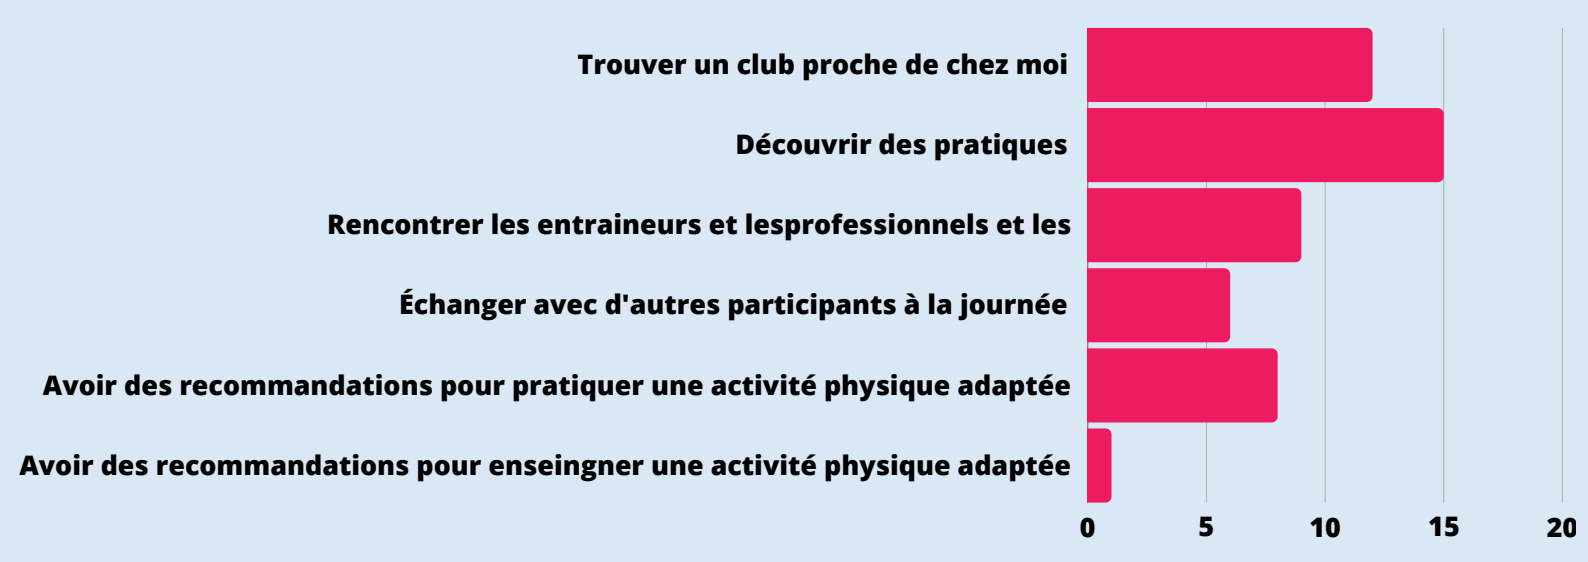 Trouver un club proche de chez moi
Découvrir des pratiques
Rencontrer les entraineurs et lesprofessionnels et les
Échanger avec d'autres participants à la journée
Avoir des recommandations pour pratiquer une activité physique adaptée
Avoir des recommandations pour enseingner une activité physique adaptée
0 5 10 15 20